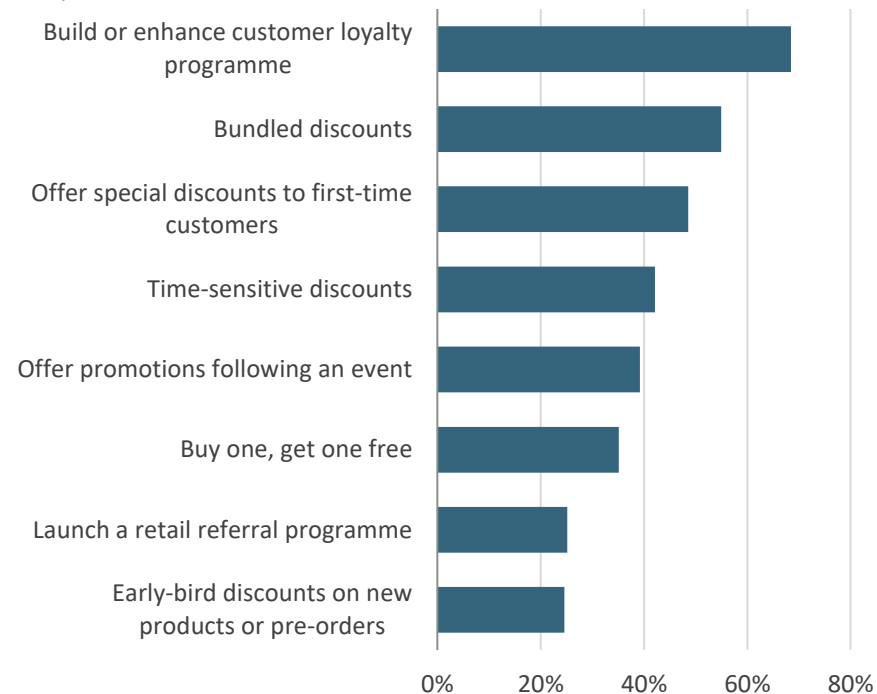 Build or enhance customer loyalty
programme
Bundled discounts
Offer special discounts to first-time
customers
Time-sensitive discounts
Offer promotions following an event
Buy one, get one free
Launch a retail referral programme
Early-bird discounts on new
products or pre-orders
0%
20%
40%
60%
80%